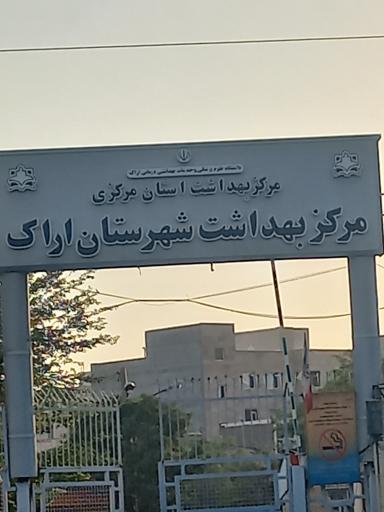 دانشگاه علوم پزشکی و خدمات بهداشتی درمانی اراک
مرکز بهداشت استان مرکزی
مرکز بهداشت شهرستان اراک